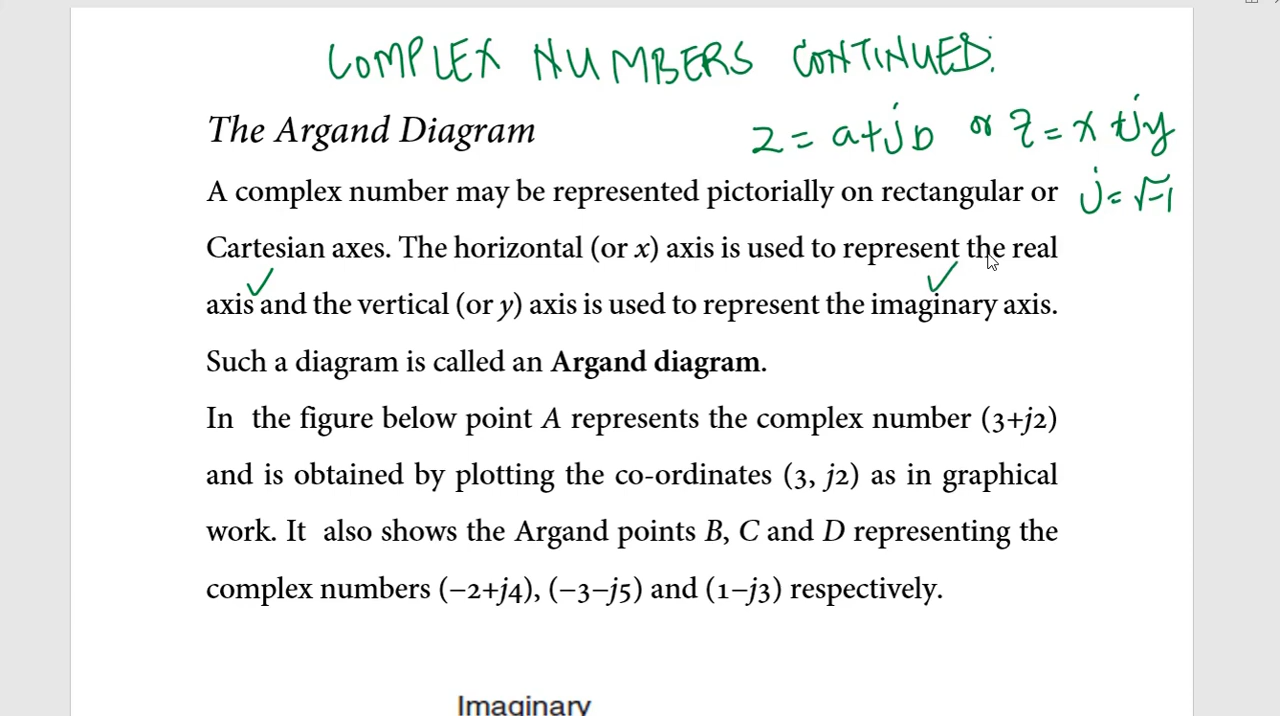 COMPLEX NUMBERS CONTINUED:
The Argand Diagram
z = a+jb or z = x+jy
A complex number may be represented pictorially on rectangular or
j = √-1
Cartesian axes. The horizontal (or x) axis is used to represent the real
axis and the vertical (or y) axis is used to represent the imaginary axis.
Such a diagram is called an Argand diagram.
In the figure below point A represents the complex number (3+j2)
and is obtained by plotting the co-ordinates (3, j2) as in graphical
work. It also shows the Argand points B, C and D representing the
complex numbers (−2+j4), (−3−j5) and (1−j3) respectively.
Imaginary